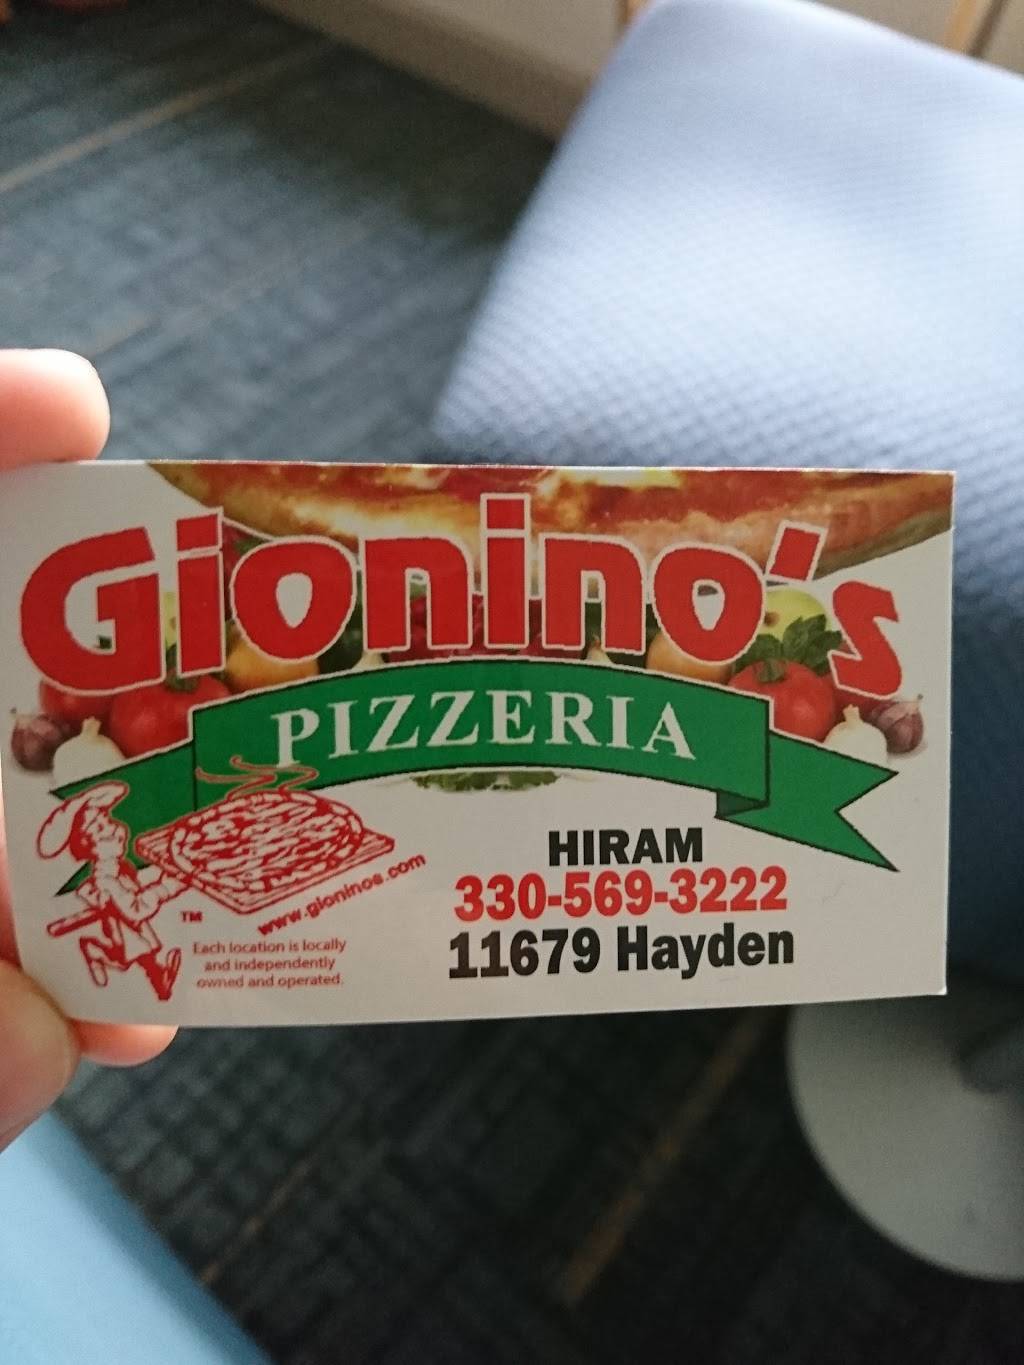 Gionino's
PIZZERIA
HIRAM
330-569-3222
11679 Hayden
www.gioninos.com
TM
Each location is locally
and independently
owned and operated.